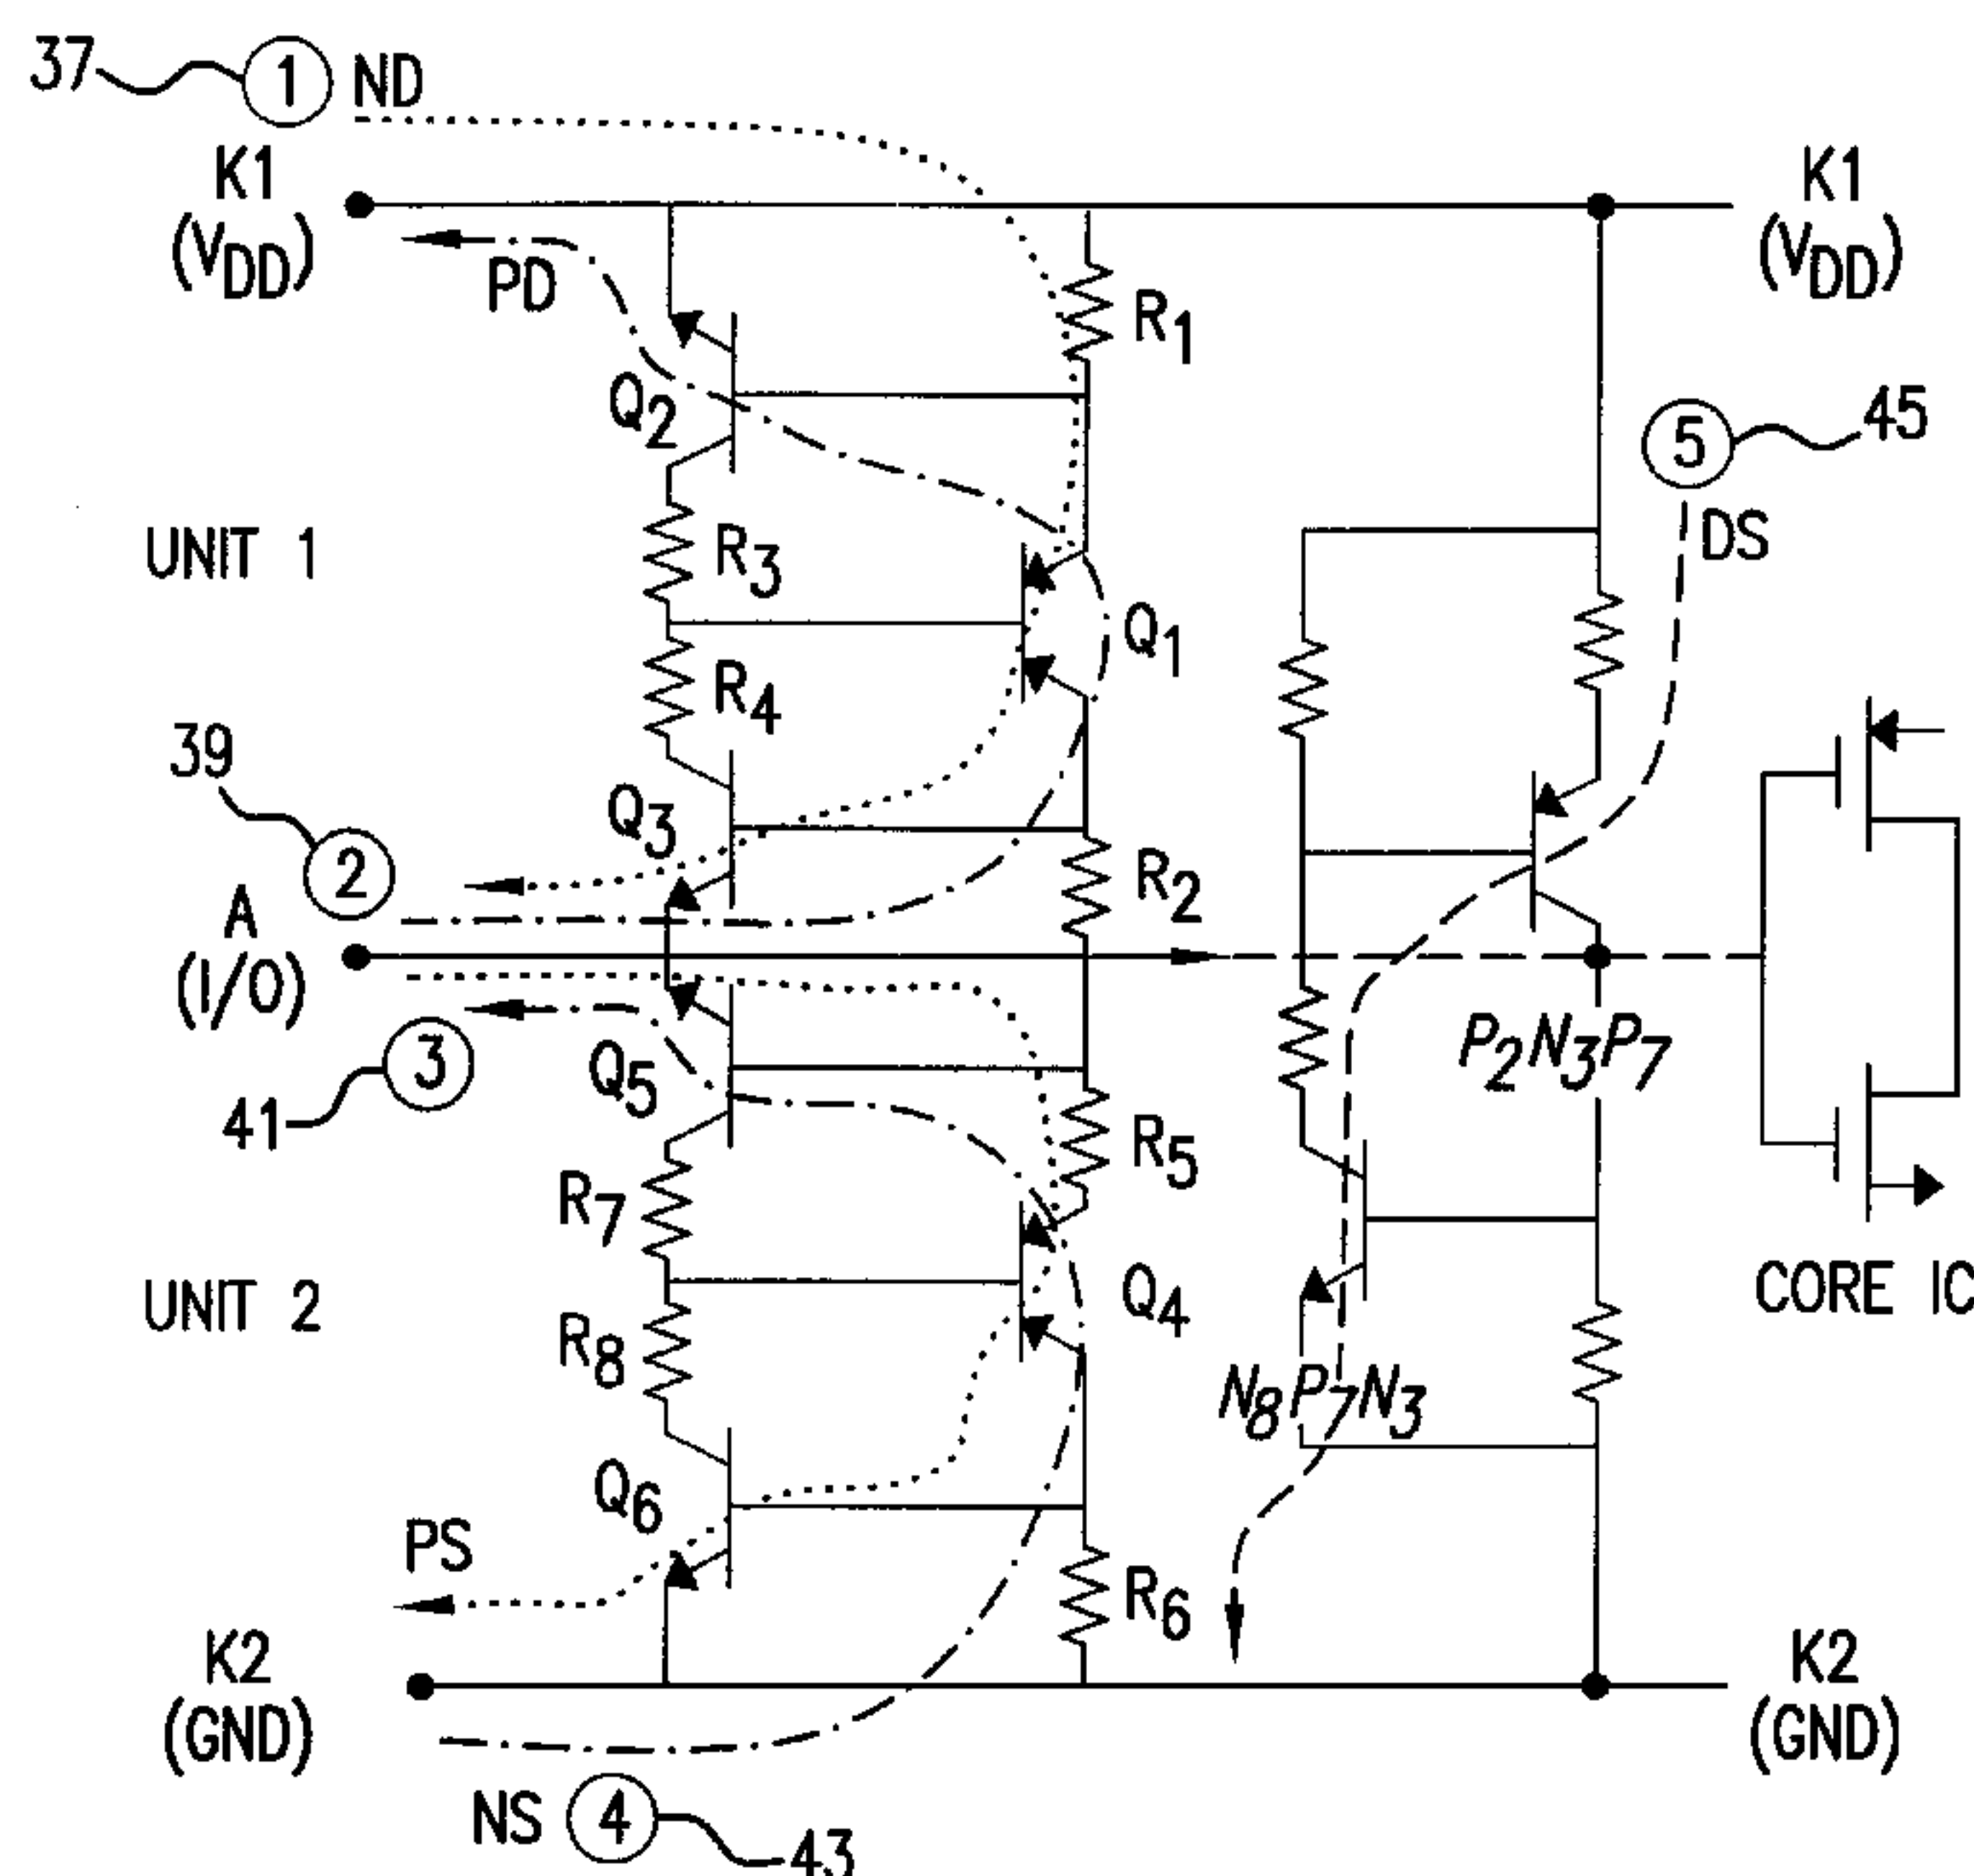 37 1 ND
K1
(VDD)
K1
(VDD)
PD
R1
Q2
5 45
DS
UNIT 1
R3
Q1
R4
39
2
Q3
R2
A
(I/O)
3
41
Q5
P2N3P7
R5
R7
UNIT 2
Q4
R8
CORE IC
N8P7N3
Q6
PS
R6
K2
(GND)
K2
(GND)
NS 4 43